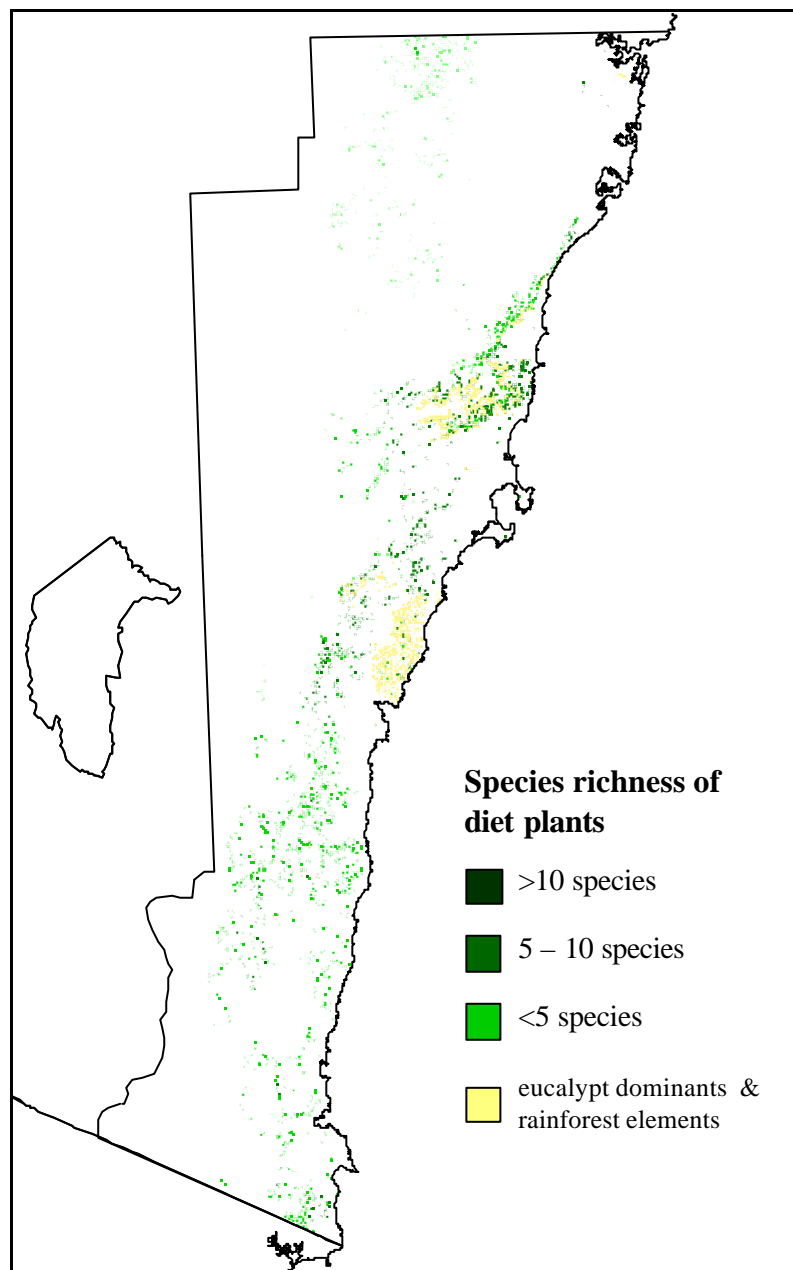 Species richness of
diet plants
>10 species
5 – 10 species
<5 species
eucalypt dominants &
rainforest elements